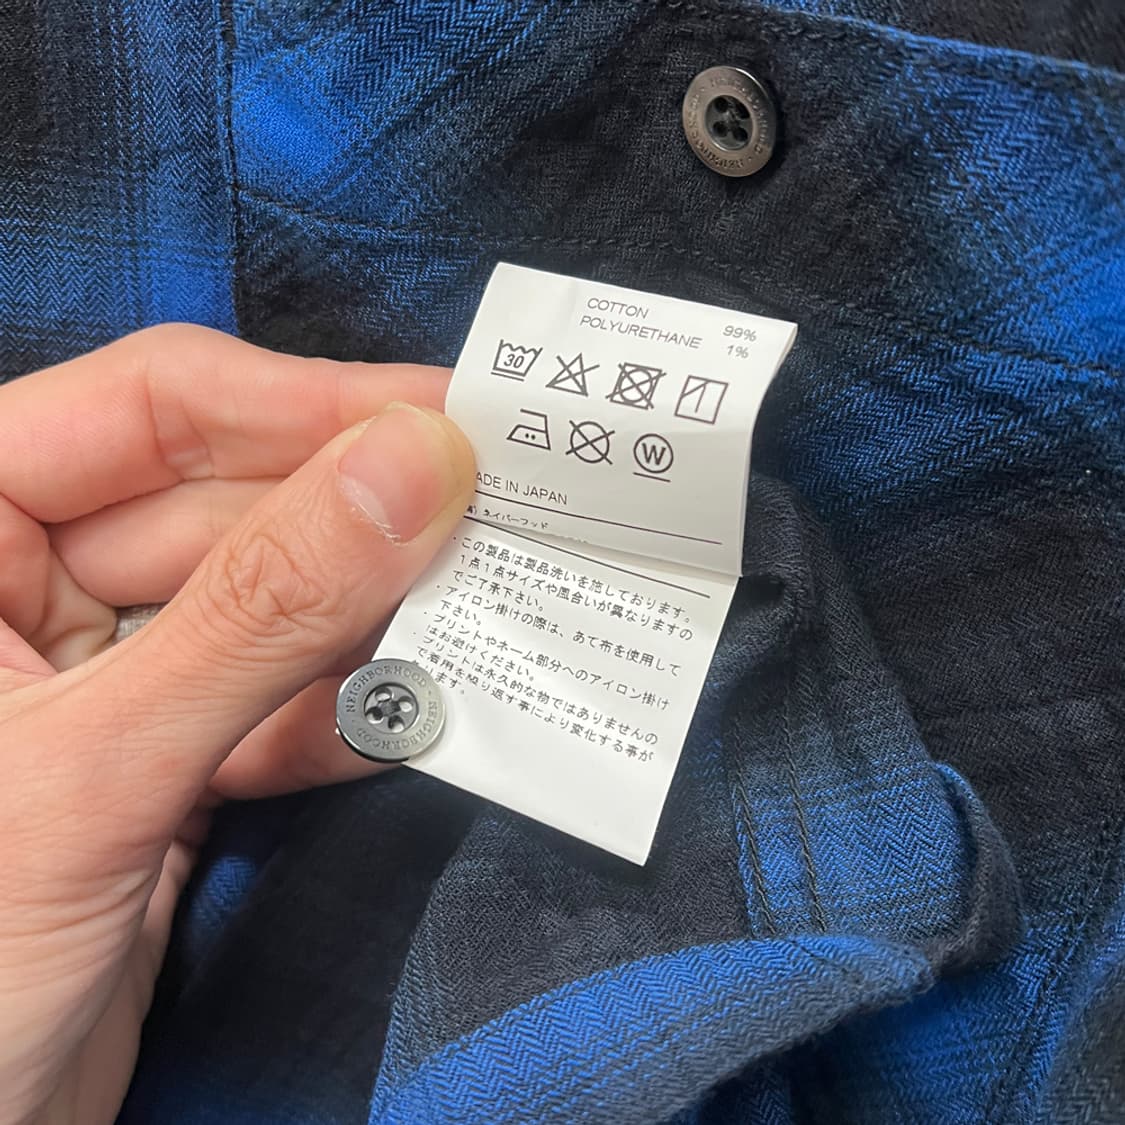 NEIGHBORHOOD
COTTON 99%
POLYURETHANE 1%
30
W
ADE IN JAPAN
ネイバーフッド
・この製品は製品洗いを施しております。
1点1点サイズや風合いが異なりますの
でご了承下さい。
・アイロン掛けの際は、あて布を使用して
下さい。
・プリントやネーム部分へのアイロン掛け
はお避けください。
・プリントは永久的な物ではありませんの
で着用を繰り返す事により変化する事が
ります。
NEIGHBORHOOD · NEIGHBORHOOD ·